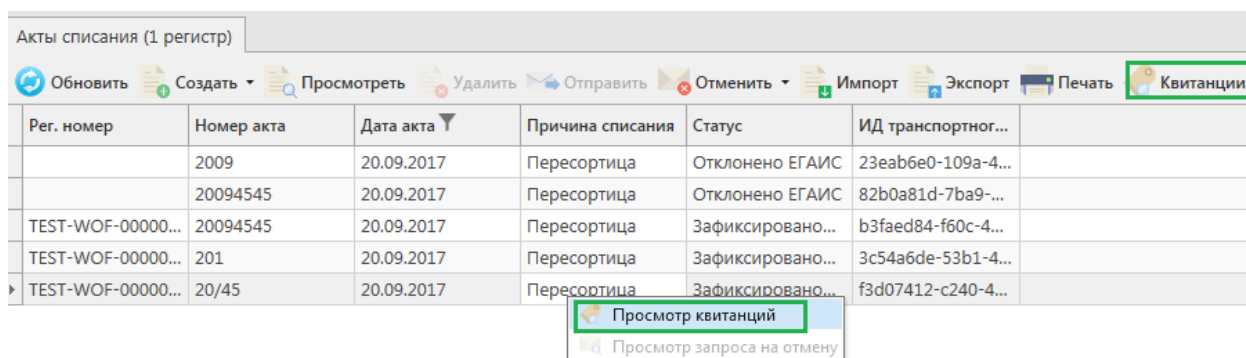 Акты списания (1 регистр)
Обновить Создать Просмотреть Удалить Отправить Отменить Импорт Экспорт Печать Квитанции
Рег. номер Номер акта Дата акта Причина списания Статус ИД транспортног...
2009 20.09.2017 Пересортица Отклонено ЕГАИС 23eab6e0-109a-4...
20094545 20.09.2017 Пересортица Отклонено ЕГАИС 82b0a81d-7ba9-...
TEST-WOF-00000... 20094545 20.09.2017 Пересортица Зафиксировано... b3faed84-f60c-4...
TEST-WOF-00000... 201 20.09.2017 Пересортица Зафиксировано... 3c54a6de-53b1-4...
TEST-WOF-00000... 20/45 20.09.2017 Пересортица Зафиксировано... f3d07412-c240-4...
Просмотр квитанций
Просмотр запроса на отмену